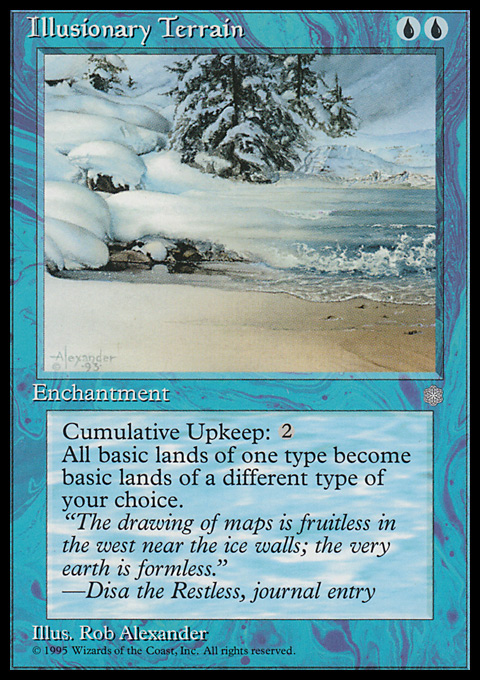 Illusionary Terrain
Alexander
© -93-
Enchantment
Cumulative Upkeep: 2
All basic lands of one type become
basic lands of a different type of
your choice.
“The drawing of maps is fruitless in
the west near the ice walls; the very
earth is formless.”
—Disa the Restless, journal entry
Illus. Rob Alexander
© 1995 Wizards of the Coast, Inc. All rights reserved.